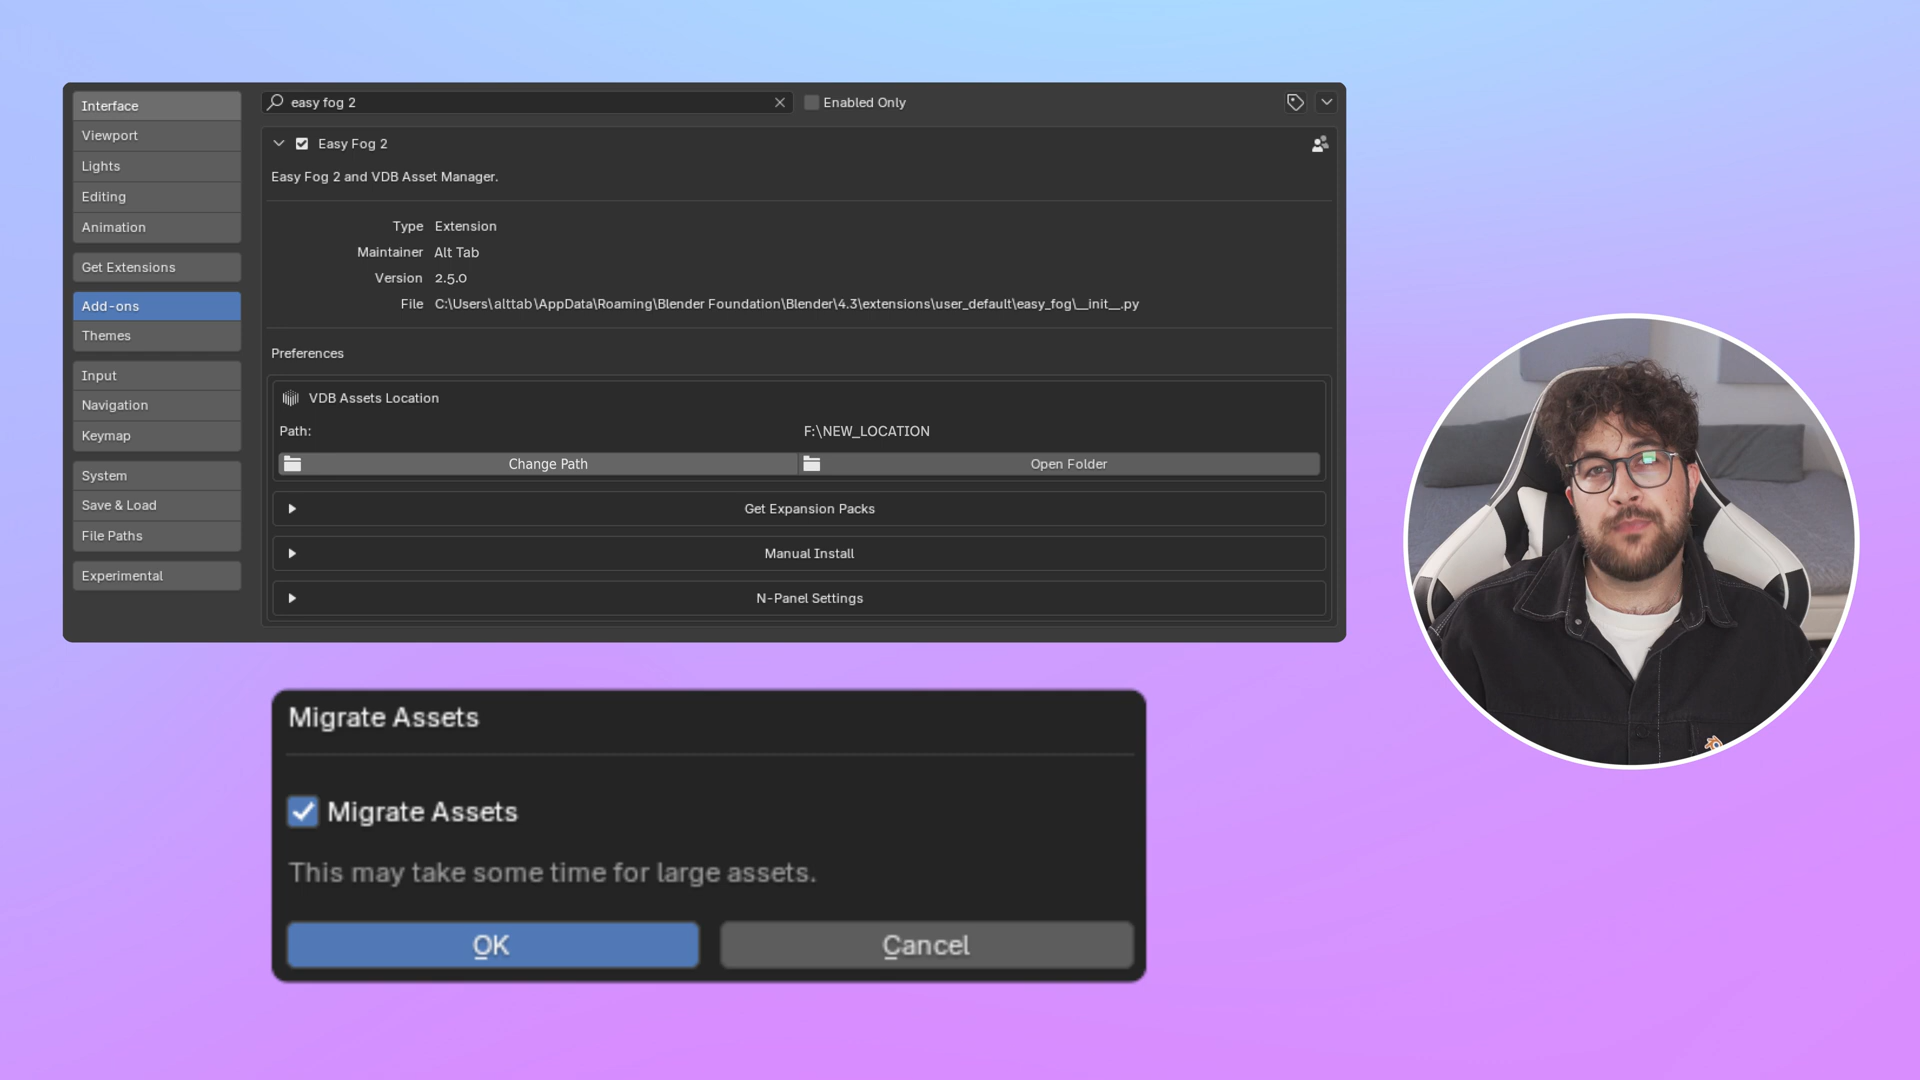 Interface
Viewport
Lights
Editing
Animation
Get Extensions
Add-ons
Themes
Input
Navigation
Keymap
System
Save & Load
File Paths
Experimental
easy fog 2
Enabled Only
Easy Fog 2
Easy Fog 2 and VDB Asset Manager.
Type Extension
Maintainer Alt Tab
Version 2.5.0
File C:\Users\alttab\AppData\Roaming\Blender Foundation\Blender\4.3\extensions\user_default\easy_fog\__init__.py
Preferences
VDB Assets Location
Path: F:\NEW_LOCATION
Change Path Open Folder
Get Expansion Packs
Manual Install
N-Panel Settings
Migrate Assets
Migrate Assets
This may take some time for large assets.
OK Cancel